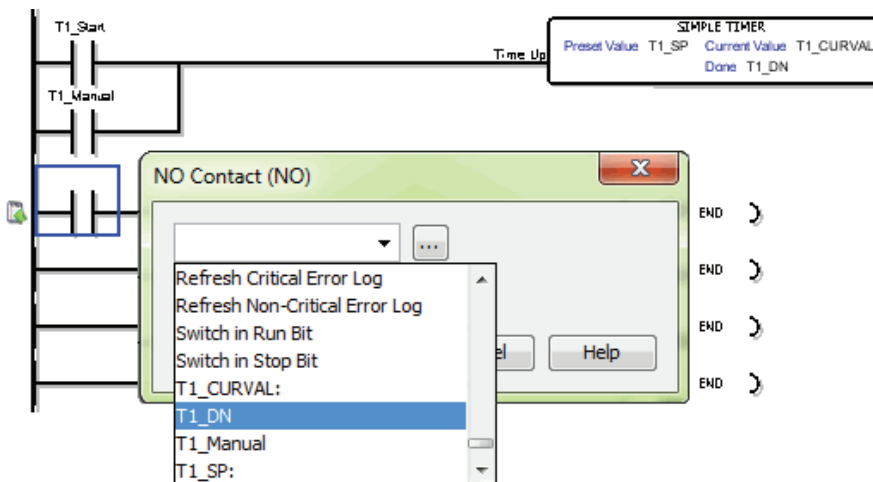 T1_Start
SIMPLE TIMER
Time Up
Preset Value T1_SP Current Value T1_CURVAL
Done T1_DN
T1_Manual
NO Contact (NO)
x
...
END
END
END
END
Refresh Critical Error Log
Refresh Non-Critical Error Log
Switch in Run Bit
Switch in Stop Bit
el Help
T1_CURVAL:
T1_DN
T1_Manual
T1_SP: